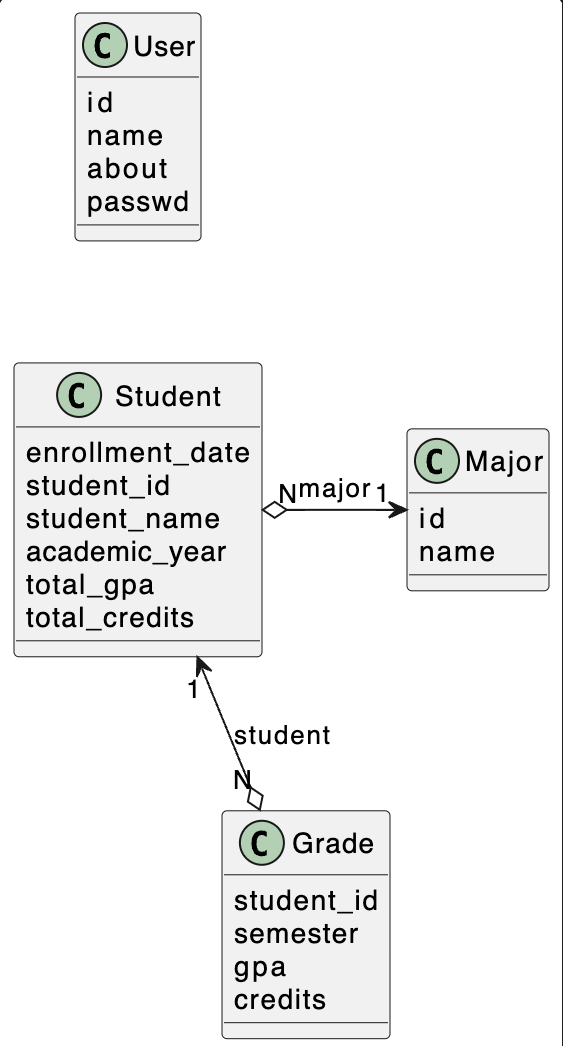 C User
id
name
about
passwd
C Student
enrollment_date
student_id
student_name
academic_year
total_gpa
total_credits
N major 1
C Major
id
name
1
student
N
C Grade
student_id
semester
gpa
credits